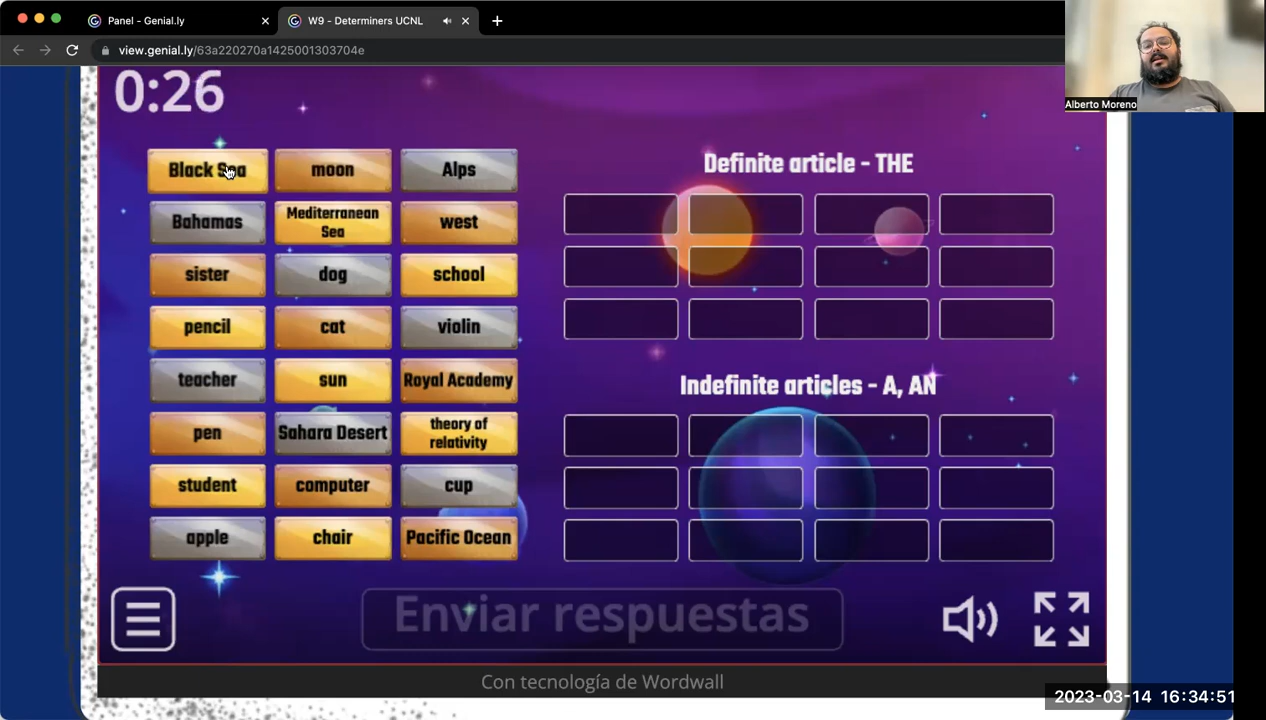 Panel - Genial.ly
W9 - Determiners UCNL
view.genial.ly/63a220270a1425001303704e
Alberto Moreno
0:26
Black Sea
moon
Alps
Bahamas
Mediterranean
Sea
west
sister
dog
school
pencil
cat
violin
teacher
sun
Royal Academy
pen
Sahara Desert
theory of
relativity
student
computer
cup
apple
chair
Pacific Ocean
Definite article - THE
Indefinite articles - A, AN
Enviar respuestas
Con tecnología de Wordwall
2023-03-14 16:34:51